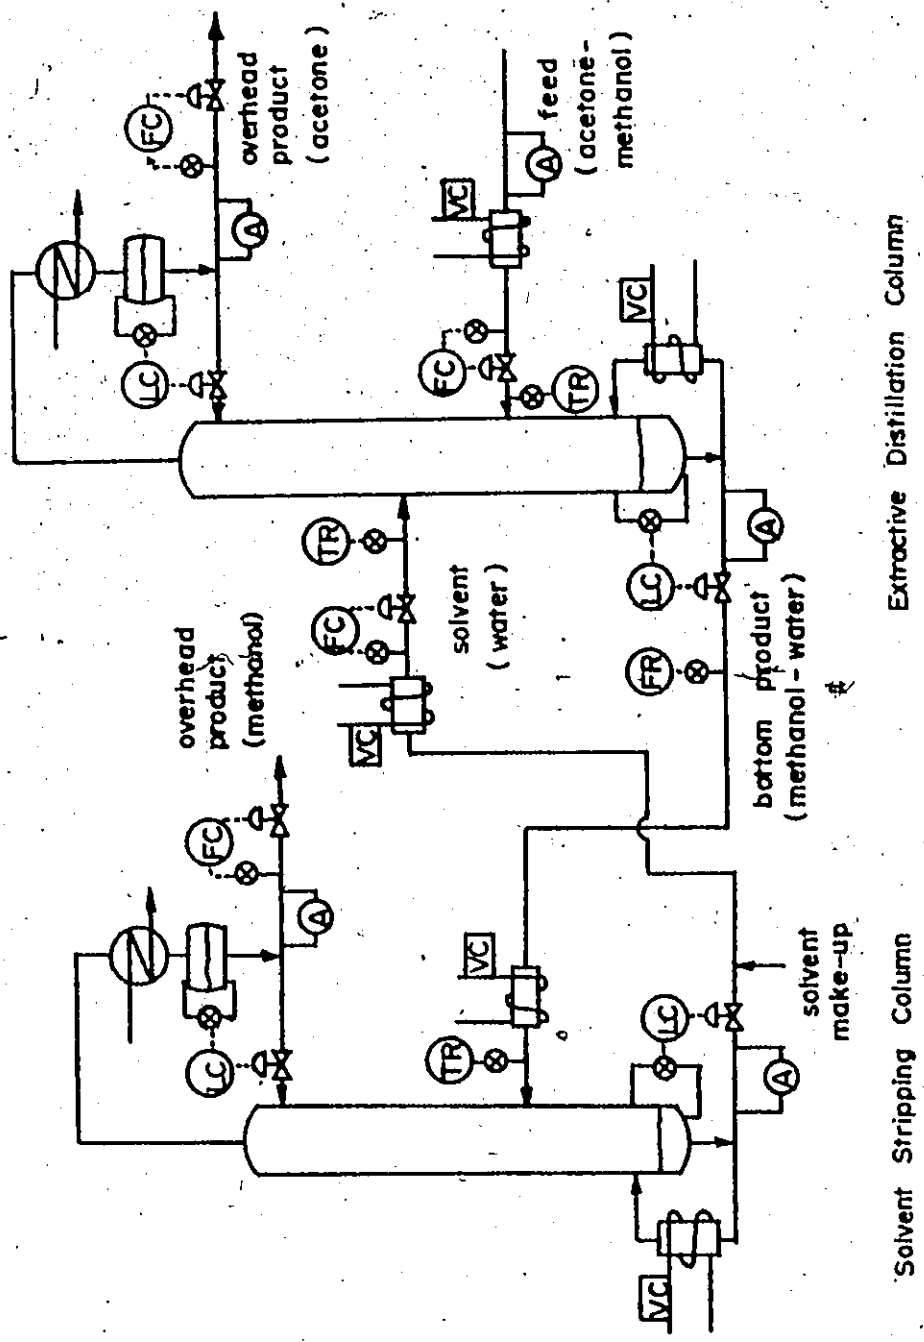 overhead
product
(methanol)
overhead
product
(acetone)
FC
FC
LC
LC
A
A
VC
VC
VC
VC
VC
TR
TR
TR
FC
FC
solvent
(water)
feed
(acetone-
methanol)
A
LC
LC
FR
A
A
solvent
make-up
bottom product
(methanol-water)
Solvent Stripping Column
Extractive Distillation Column